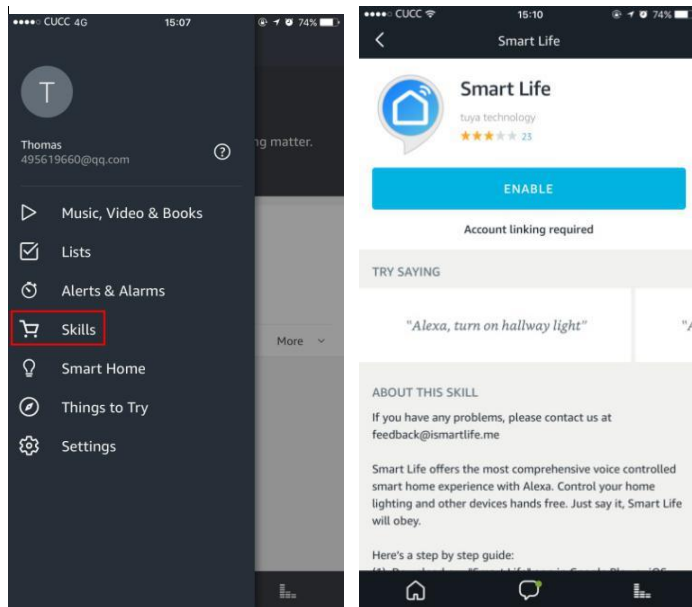 CUCC 4G 15:07 74%
T
Thomas
495619660@qq.com
ng matter.
Music, Video & Books
Lists
Alerts & Alarms
Skills
More
Smart Home
Things to Try
Settings
CUCC 15:10 74%
Smart Life
Smart Life
tuya technology
23
ENABLE
Account linking required
TRY SAYING
"Alexa, turn on hallway light"
ABOUT THIS SKILL
If you have any problems, please contact us at
feedback@ismartlife.me
Smart Life offers the most comprehensive voice controlled
smart home experience with Alexa. Control your home
lighting and other devices hands free. Just say it, Smart Life
will obey.
Here's a step by step guide: